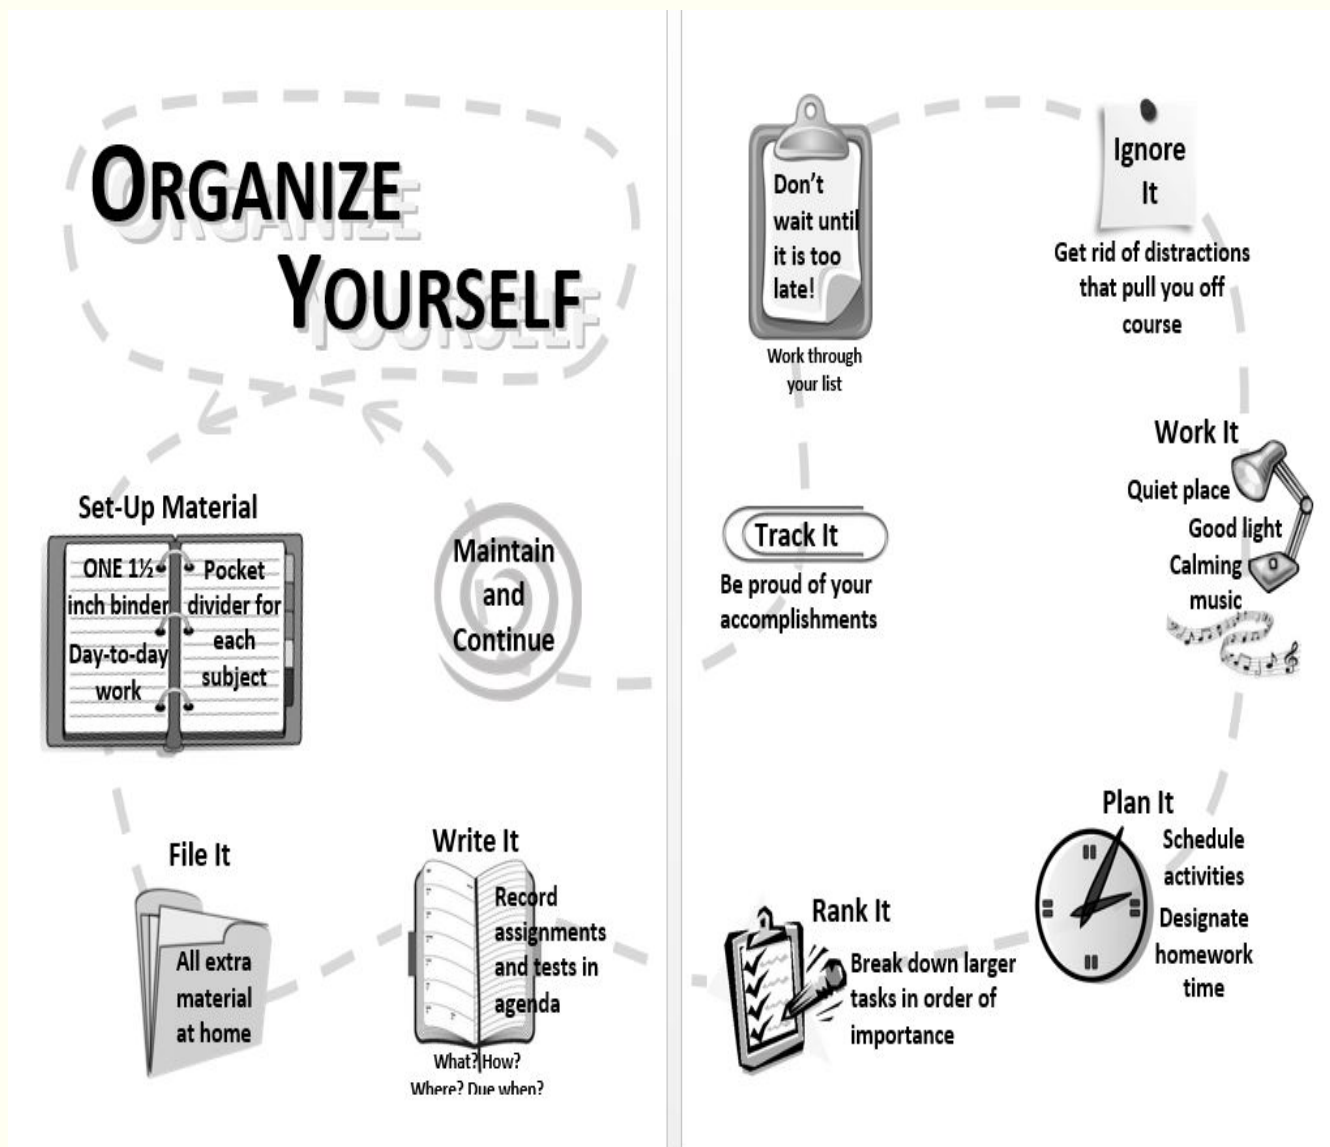 ORGANIZE
YOURSELF
Set-Up Material
ONE 1½
inch binder
Day-to-day
work
Pocket
divider for
each
subject
File It
All extra
material
at home
Write It
Record
assignments
and tests in
agenda
What? How?
Where? Due when?
Rank It
Break down larger
tasks in order of
importance
Plan It
Schedule
activities
Designate
homework
time
Work It
Quiet place
Good light
Calming
music
Ignore
It
Get rid of distractions
that pull you off
course
Don't
wait until
it is too
late!
Work through
your list
Track It
Be proud of your
accomplishments
Maintain
and
Continue